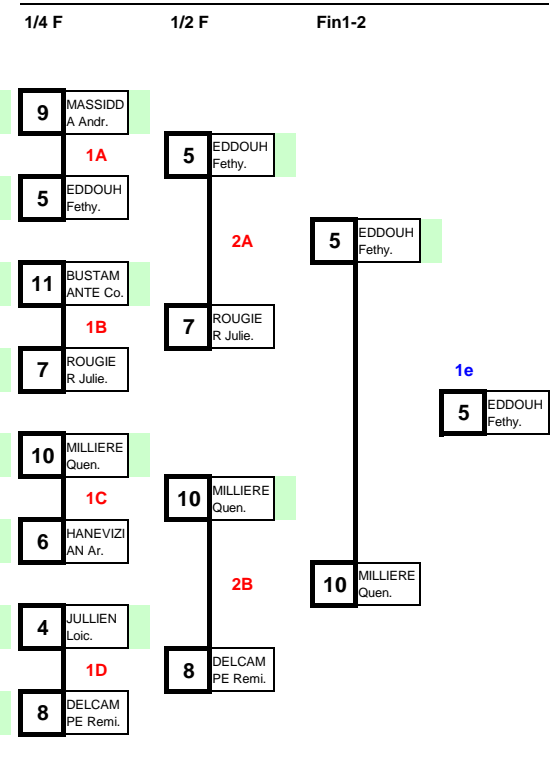 1/4 F
1/2 F
Fin1-2
9
MASSIDD
A Andr.
1A
5
EDDOUH
Fethy.
11
BUSTAM
ANTE Co.
1B
7
ROUGIE
R Julie.
10
MILLIERE
Quen.
1C
6
HANEVIZI
AN Ar.
4
JULLIEN
Loic.
1D
8
DELCAM
PE Remi.
5
EDDOUH
Fethy.
2A
7
ROUGIE
R Julie.
10
MILLIERE
Quen.
2B
8
DELCAM
PE Remi.
5
EDDOUH
Fethy.
10
MILLIERE
Quen.
1e
5
EDDOUH
Fethy.